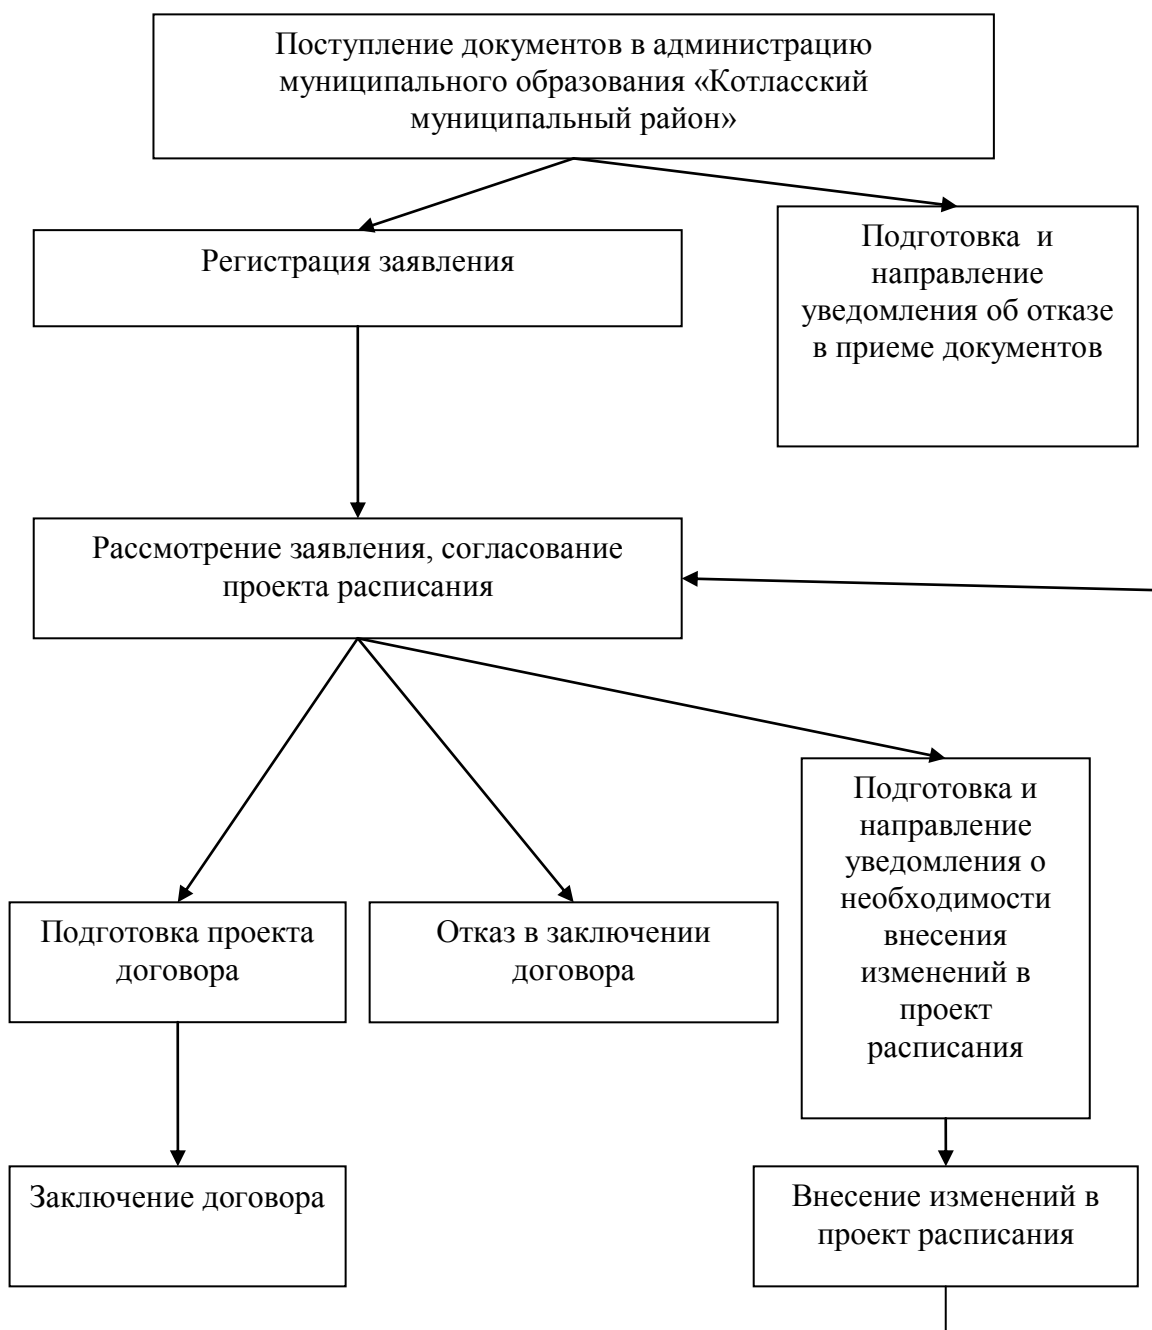 Поступление документов в администрацию
муниципального образования «Котласский
муниципальный район»
Регистрация заявления
Подготовка и
направление
уведомления об отказе
в приеме документов
Рассмотрение заявления, согласование
проекта расписания
Подготовка и
направление
уведомления о
необходимости
внесения
изменений в
проект
расписания
Подготовка проекта
договора
Отказ в заключении
договора
Заключение договора
Внесение изменений в
проект расписания